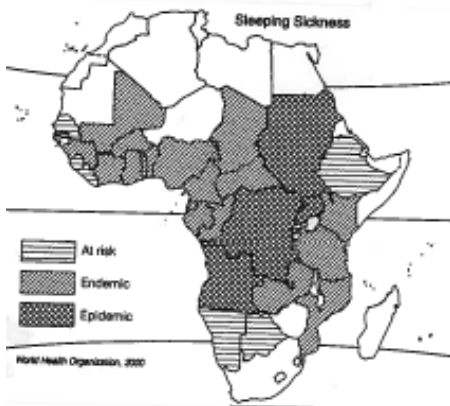 Sleeping Sickness
At risk
Endemic
Epidemic
World Health Organization, 2000